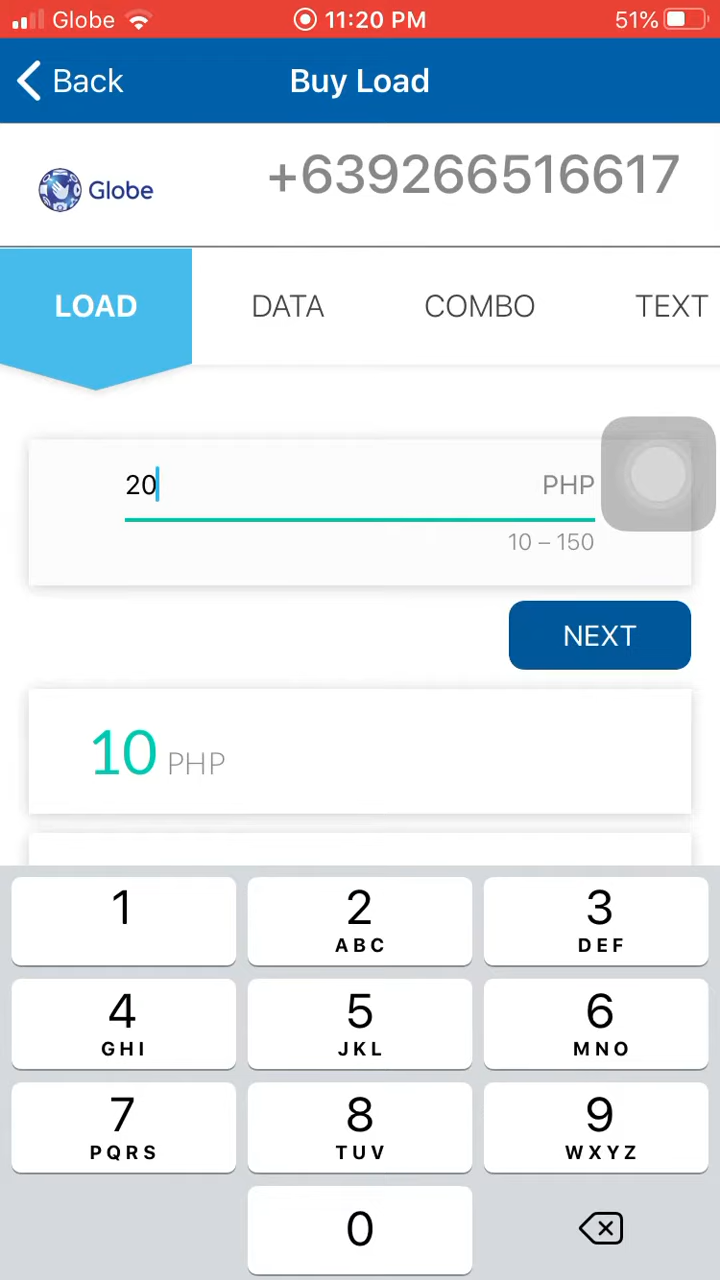 Globe 11:20 PM 51%
Back Buy Load
Globe +639266516617
LOAD DATA COMBO TEXT
20 PHP
10 – 150
NEXT
10 PHP
1 2 3
ABC DEF
4 5 6
GHI JKL MNO
7 8 9
PQRS TUV WXYZ
0